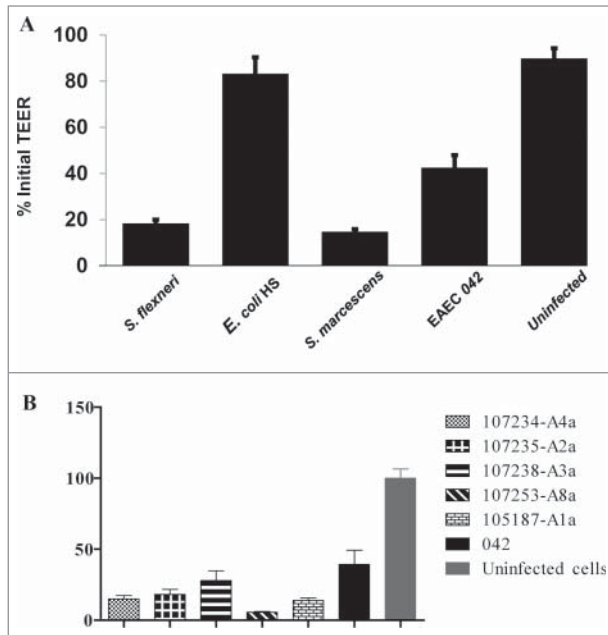 A
% Initial TEER
100
80
60
40
20
0
S. flexneri
E. coli HS
S. marcescens
EAEC 042
Uninfected
B
150
100
50
0
107234-A4a
107235-A2a
107238-A3a
107253-A8a
105187-A1a
042
Uninfected cells